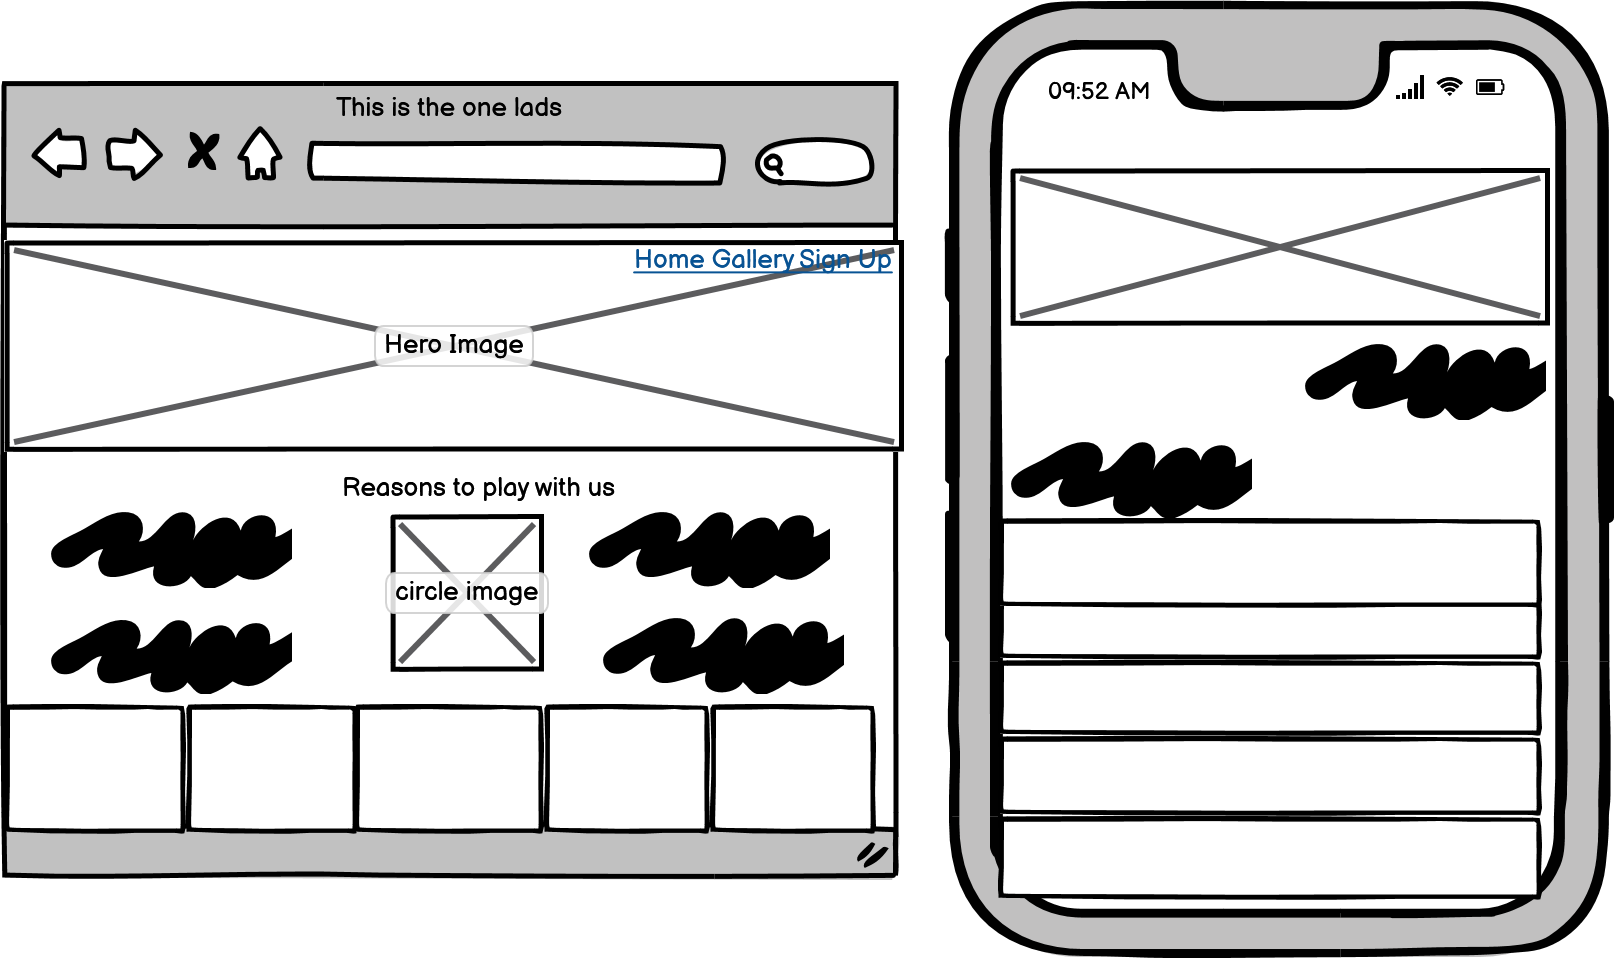 This is the one lads
Home Gallery Sign Up
Hero Image
Reasons to play with us
circle image
09:52 AM